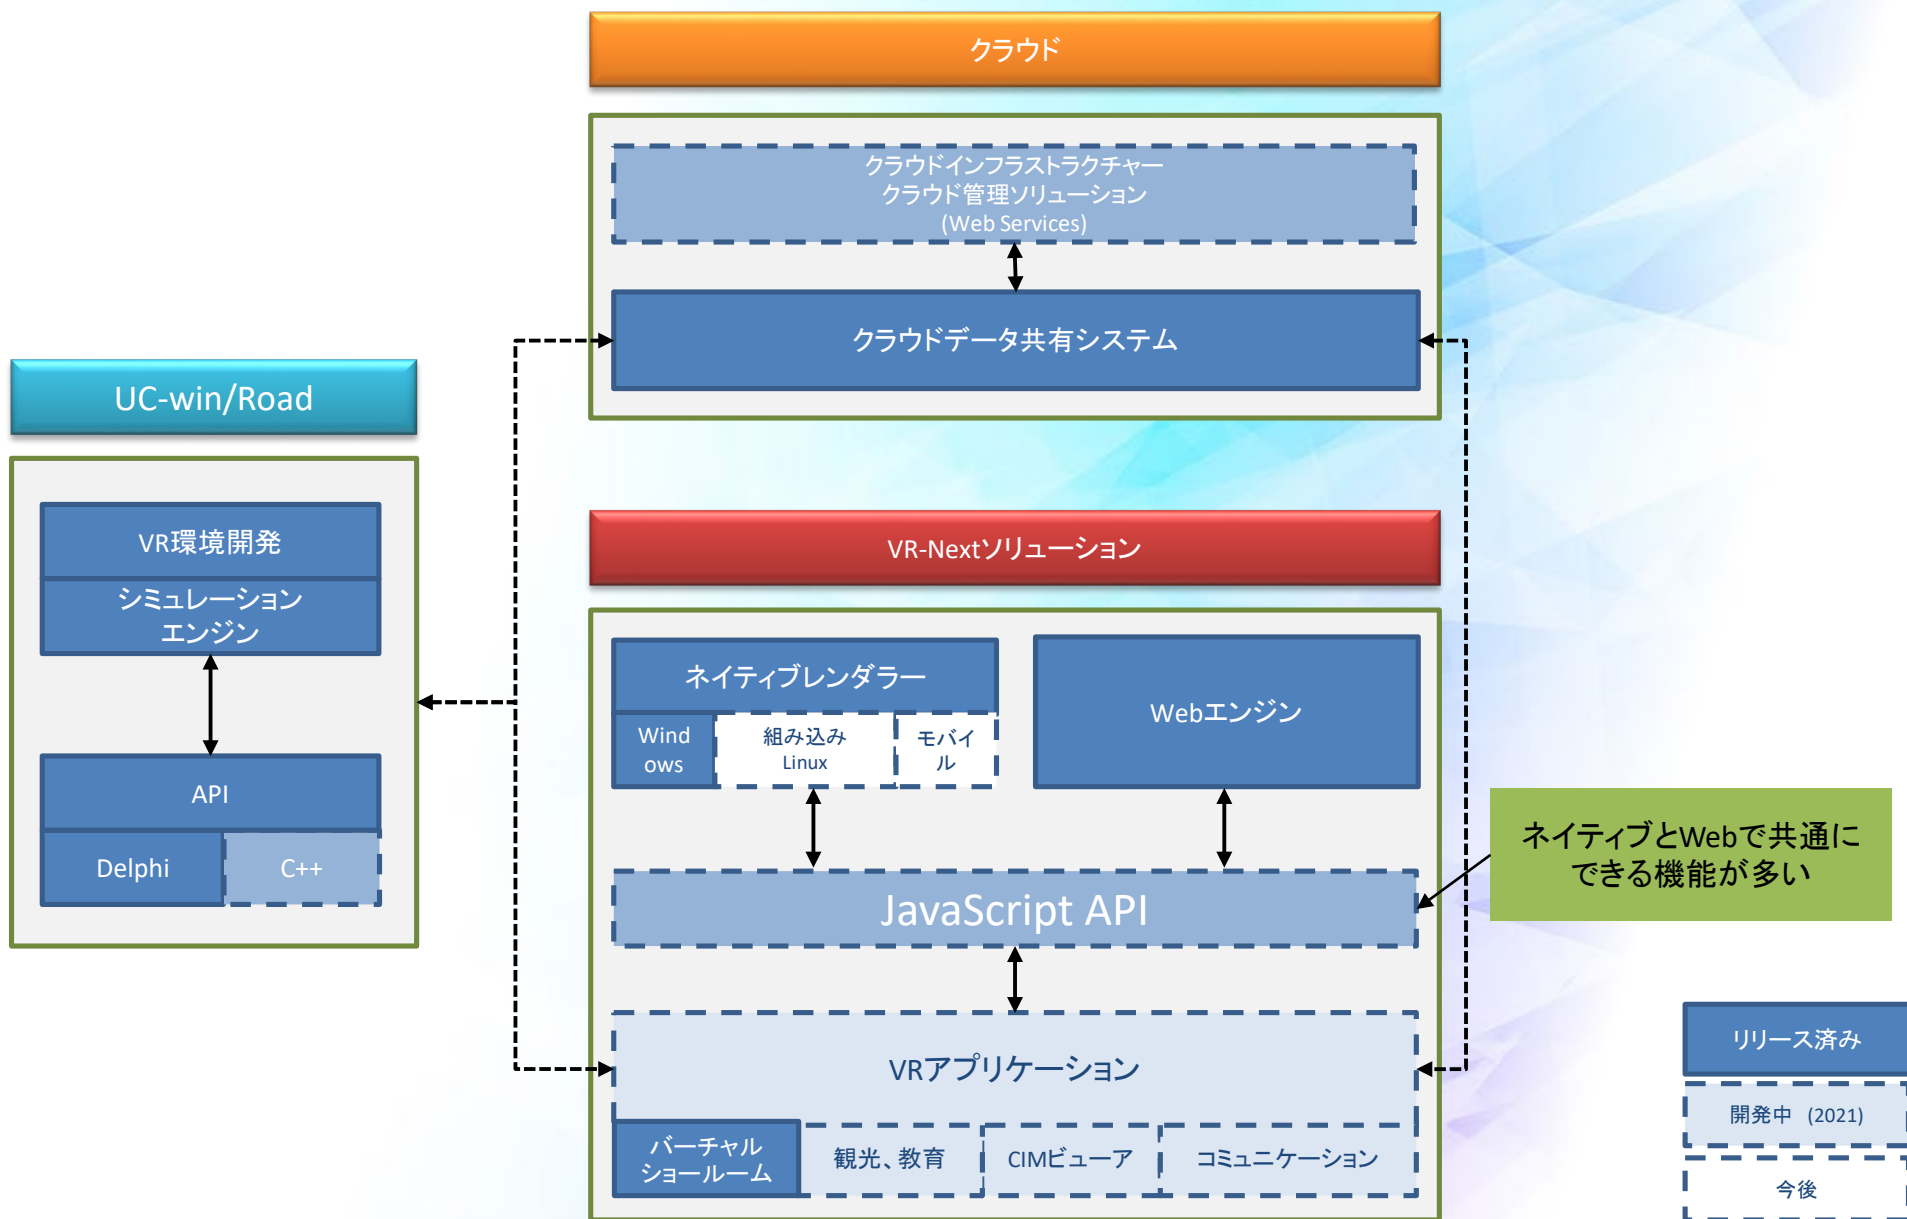 クラウド
クラウドインフラストラクチャー
クラウド管理ソリューション
(Web Services)
クラウドデータ共有システム
UC-win/Road
VR環境開発
シミュレーション
エンジン
API
Delphi
C++
VR-Nextソリューション
ネイティブレンダラー
Wind
ows
組み込み
Linux
モバイ
ル
Webエンジン
JavaScript API
ネイティブとWebで共通に
できる機能が多い
VRアプリケーション
バーチャル
ショールーム
観光、教育
CIMビューア
コミュニケーション
リリース済み
開発中 (2021)
今後